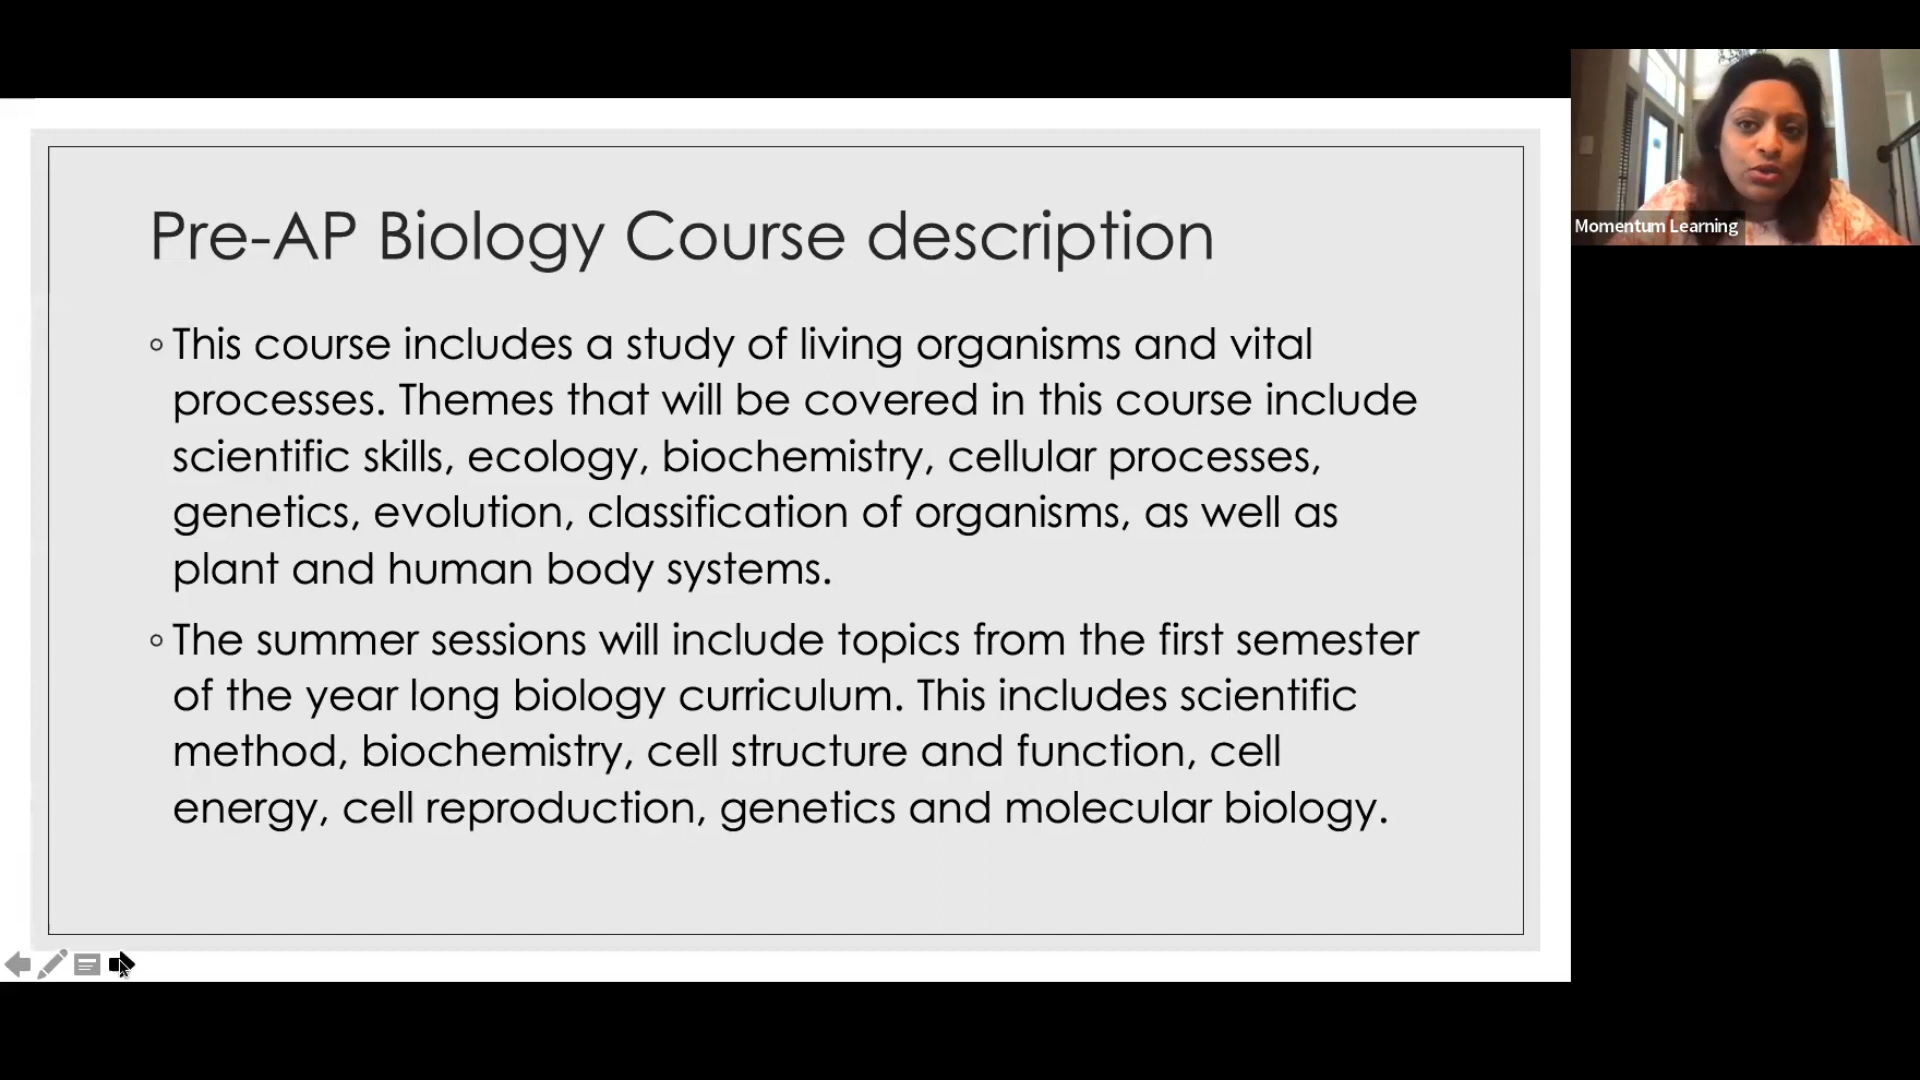 Pre-AP Biology Course description
◦ This course includes a study of living organisms and vital
processes. Themes that will be covered in this course include
scientific skills, ecology, biochemistry, cellular processes,
genetics, evolution, classification of organisms, as well as
plant and human body systems.
◦ The summer sessions will include topics from the first semester
of the year long biology curriculum. This includes scientific
method, biochemistry, cell structure and function, cell
energy, cell reproduction, genetics and molecular biology.
Momentum Learning